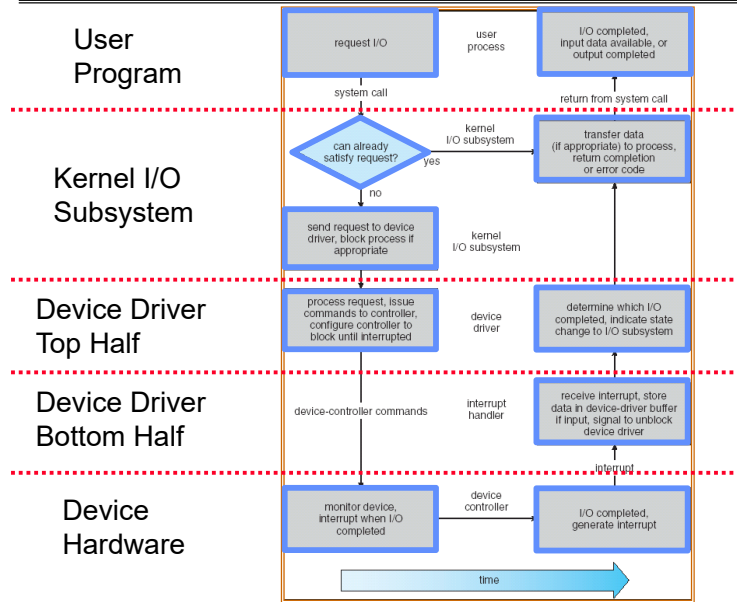 User
Program
request I/O
user
process
I/O completed,
input data available, or
output completed
system call
return from system call
Kernel I/O
Subsystem
can already
satisfy request?
kernel
I/O subsystem
yes
transfer data
(if appropriate) to process,
return completion
or error code
no
send request to device
driver, block process if
appropriate
kernel
I/O subsystem
Device Driver
Top Half
process request, issue
commands to controller,
configure controller to
block until interrupted
device
driver
determine which I/O
completed, indicate state
change to I/O subsystem
Device Driver
Bottom Half
device-controller commands
interrupt
handler
receive interrupt, store
data in device-driver buffer
if input, signal to unblock
device driver
interrupt
Device
Hardware
monitor device,
interrupt when I/O
completed
device
controller
I/O completed,
generate interrupt
time